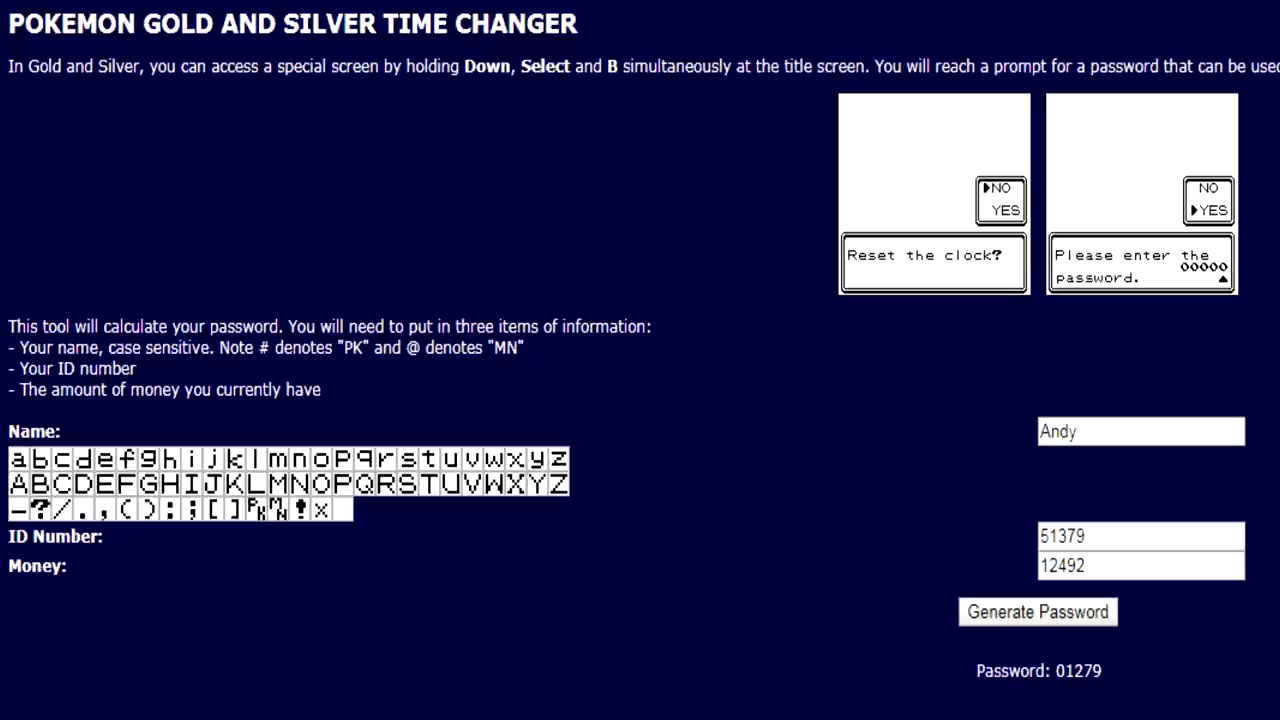 POKEMON GOLD AND SILVER TIME CHANGER
In Gold and Silver, you can access a special screen by holding Down, Select and B simultaneously at the title screen. You will reach a prompt for a password that can be used
NO
YES
Reset the clock?
NO
YES
Please enter the
00000
password.
This tool will calculate your password. You will need to put in three items of information:
- Your name, case sensitive. Note # denotes "PK" and @ denotes "MN"
- Your ID number
- The amount of money you currently have
Name: Andy
a b c d e f g h i j k l m n o p q r s t u v w x y z
A B C D E F G H I J K L M N O P Q R S T U V W X Y Z
- ? / . , ( ) : ; [ ] PK MN ! x
ID Number: 51379
Money: 12492
Generate Password
Password: 01279